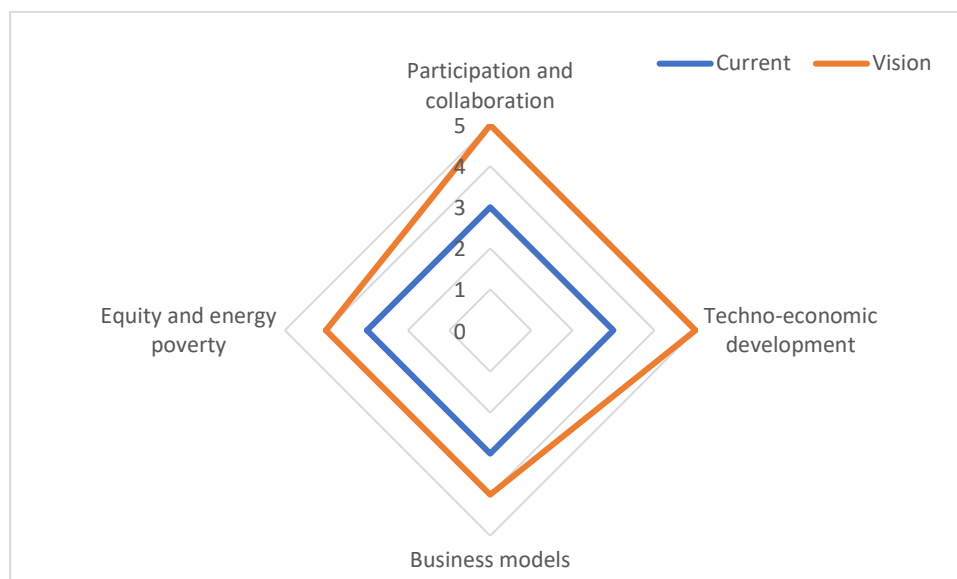 Current
Vision
Participation and
collaboration
5
4
3
2
1
0
Equity and energy
poverty
Techno-economic
development
Business models